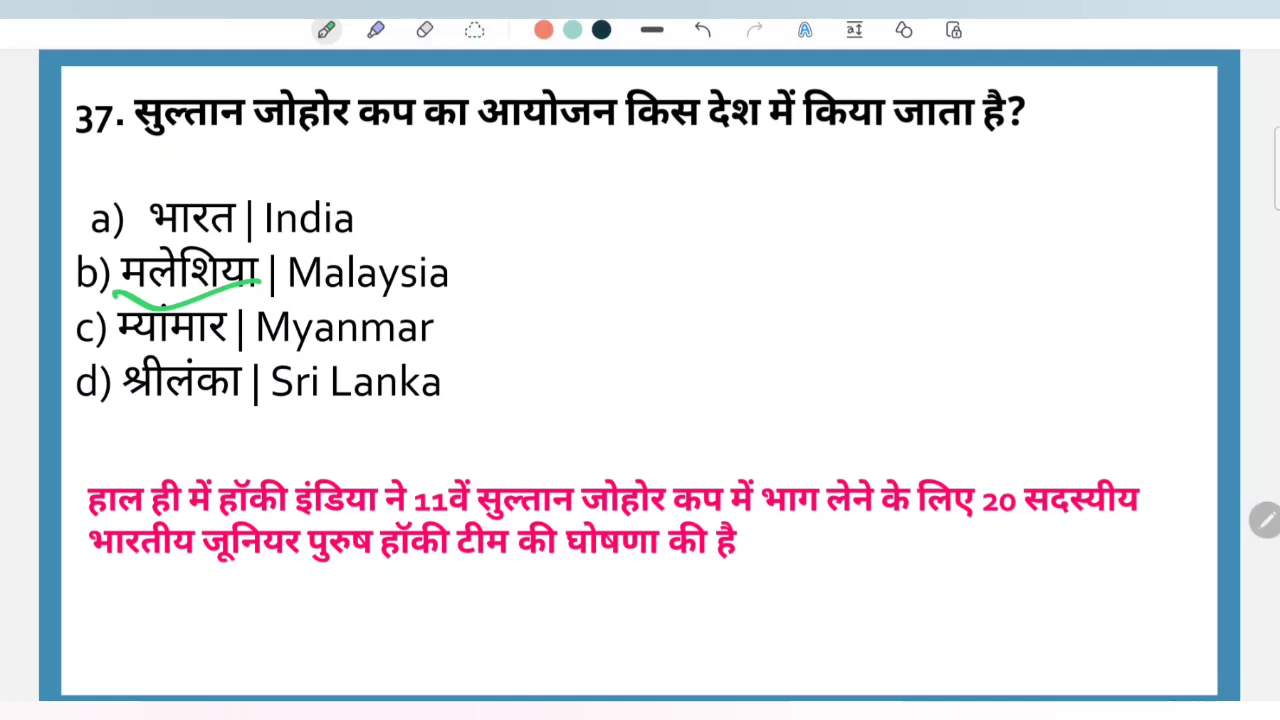 37. सुल्तान जोहोर कप का आयोजन किस देश में किया जाता है?
a) भारत | India
b) मलेशिया | Malaysia
c) म्यांमार | Myanmar
d) श्रीलंका | Sri Lanka
हाल ही में हॉकी इंडिया ने 11वें सुल्तान जोहोर कप में भाग लेने के लिए 20 सदस्यीय
भारतीय जूनियर पुरुष हॉकी टीम की घोषणा की है